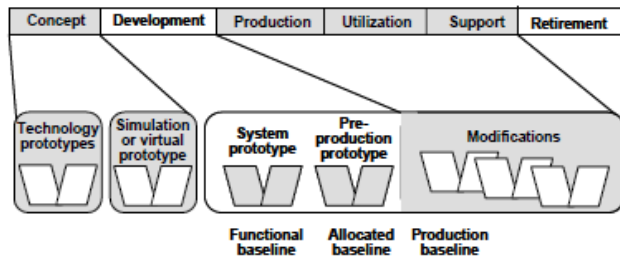 Concept Development Production Utilization Support Retirement
Technology prototypes
Simulation or virtual prototype
System prototype
Pre-production prototype
Modifications
Functional baseline
Allocated baseline
Production baseline